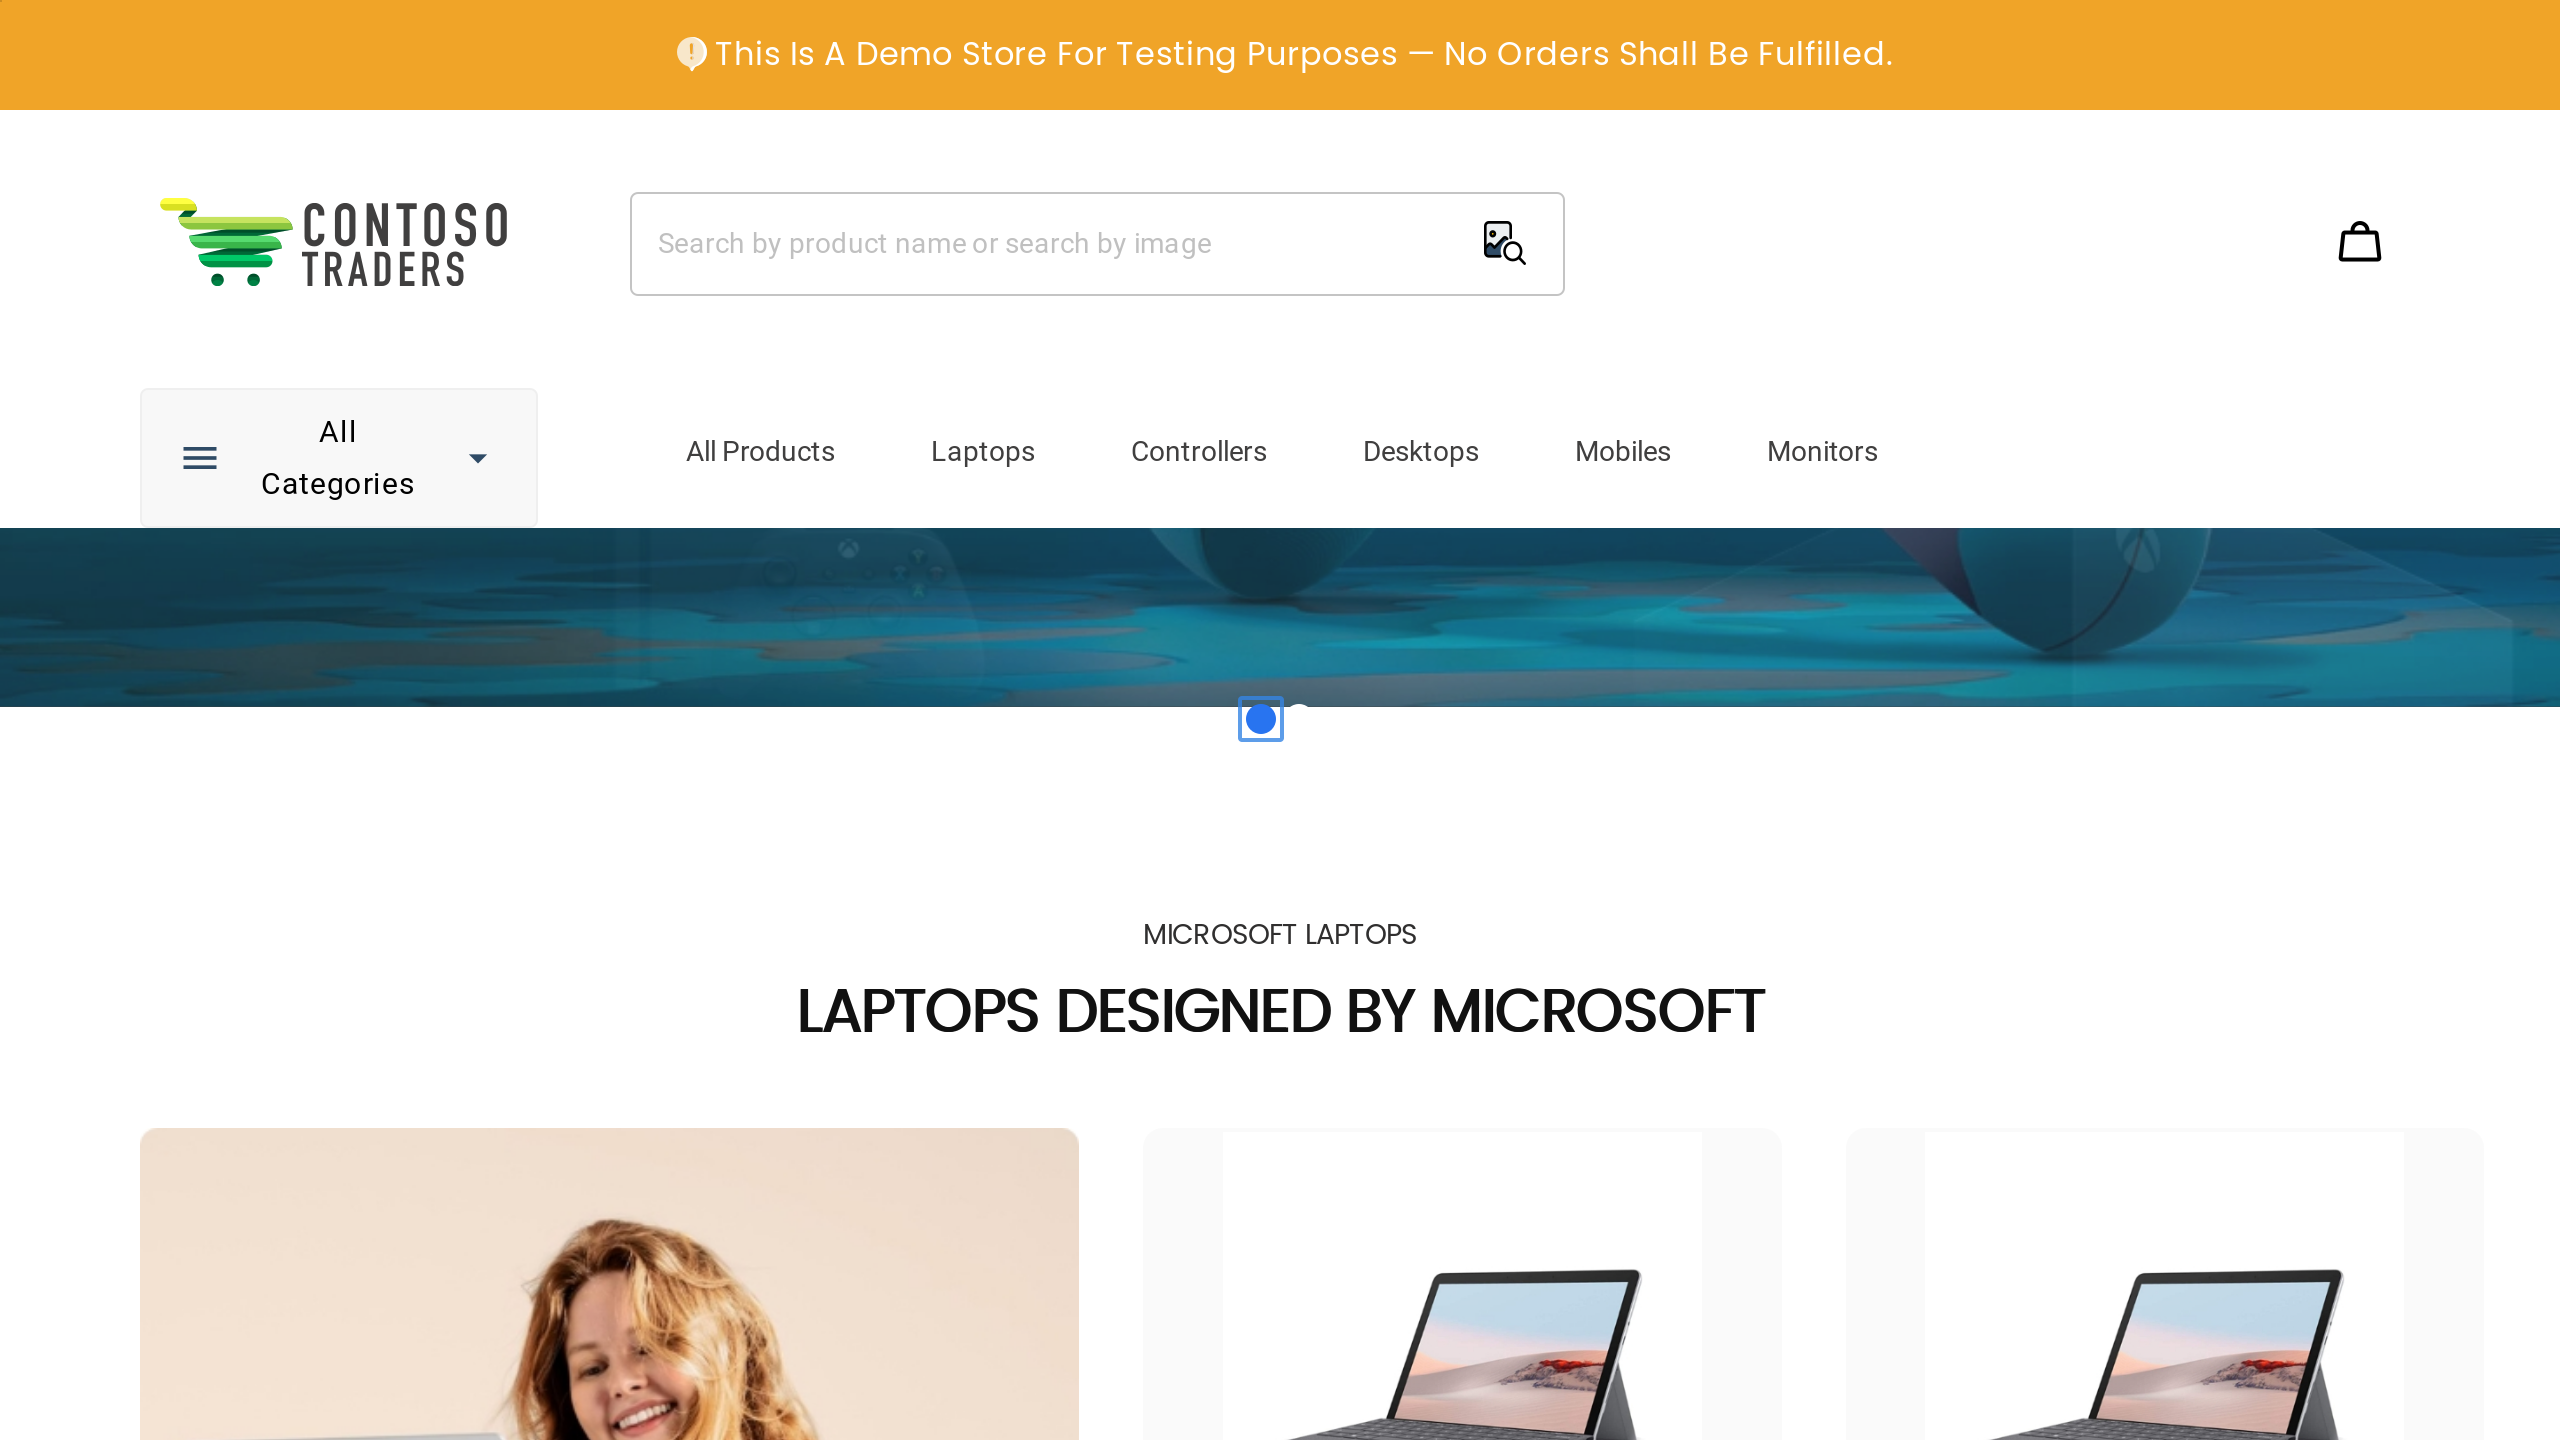 This Is A Demo Store For Testing Purposes — No Orders Shall Be Fulfilled.
CONTOSO
TRADERS
Search by product name or search by image
All
Categories
All Products
Laptops
Controllers
Desktops
Mobiles
Monitors
MICROSOFT LAPTOPS
LAPTOPS DESIGNED BY MICROSOFT